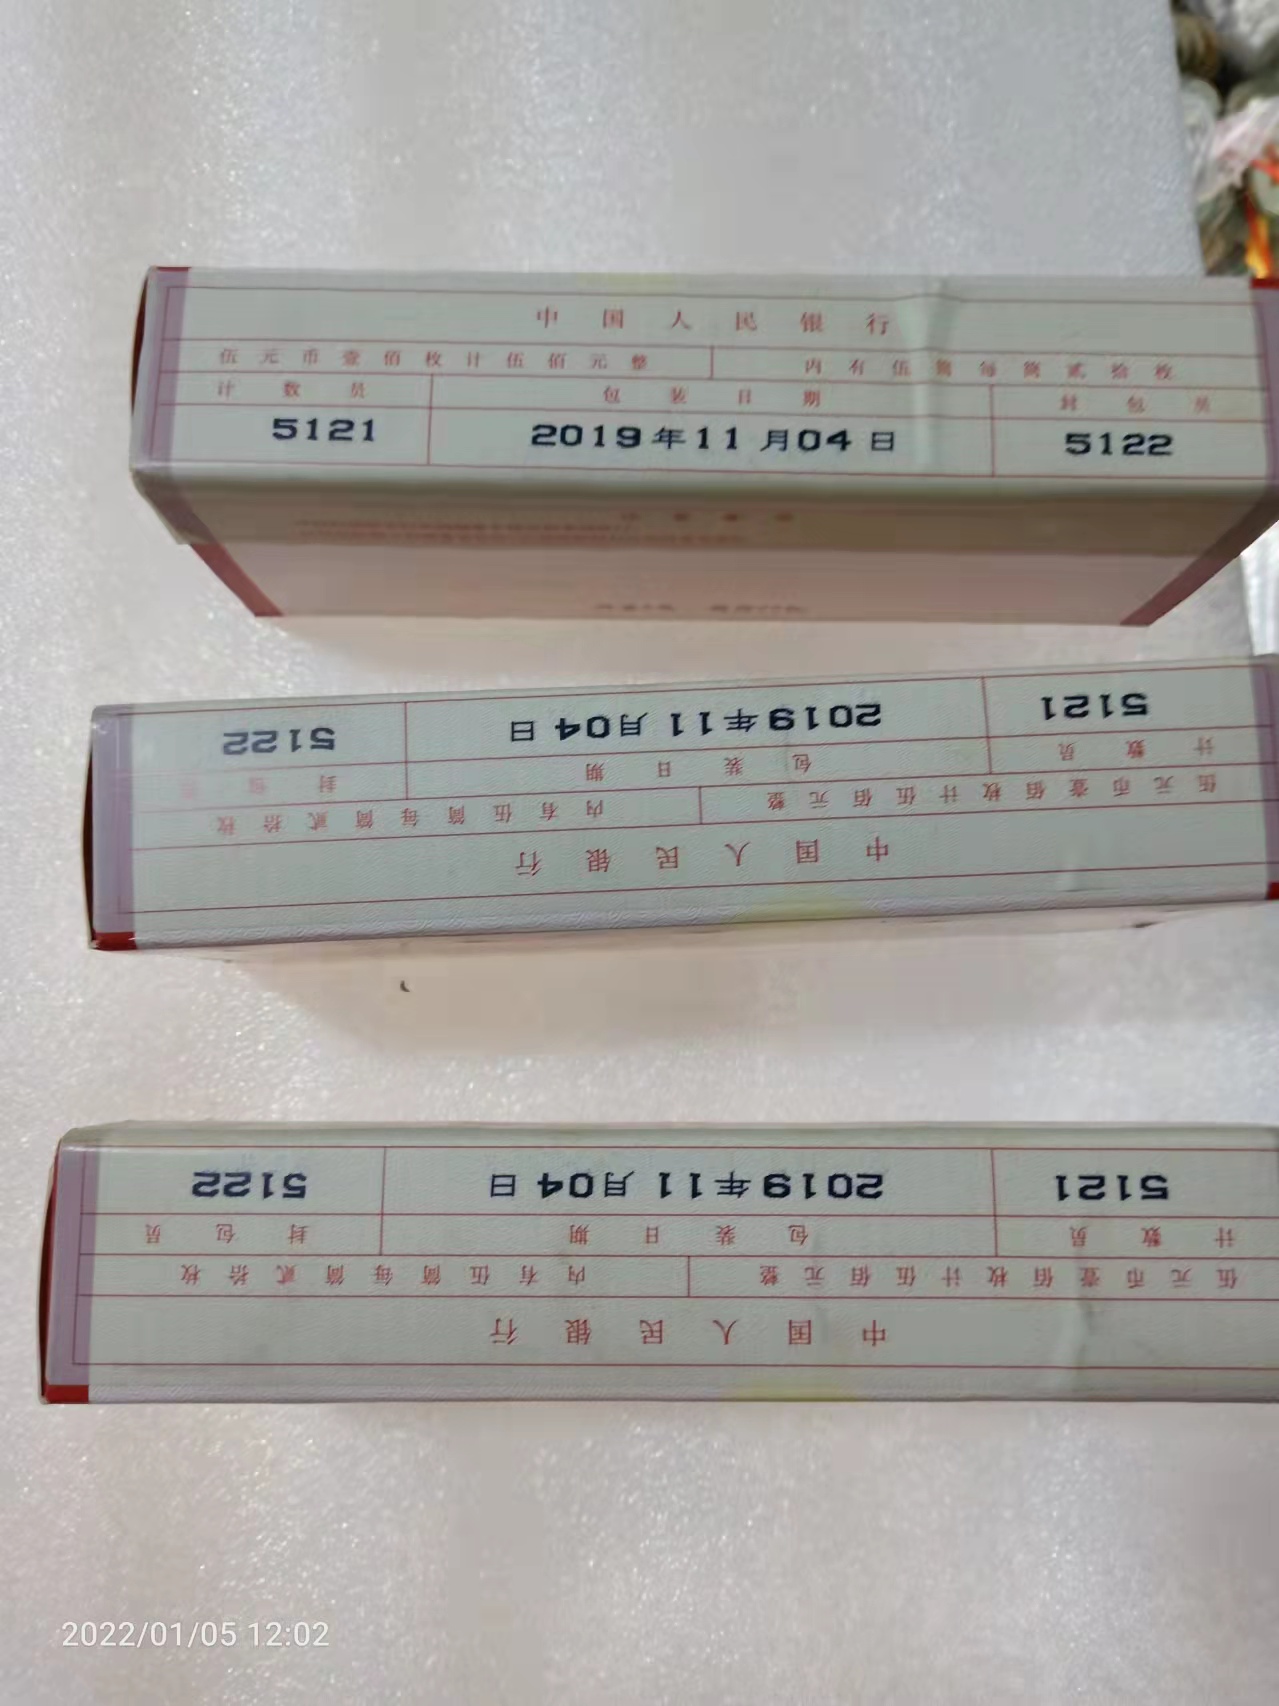 中国人民银行
伍元币壹佰枚计伍佰元整 内有伍筒每筒贰拾枚
计数员 包装日期 封包员
5121 2019年11月04日 5122
中国人民银行
伍元币壹佰枚计伍佰元整 内有伍筒每筒贰拾枚
计数员 包装日期 封包员
5121 2019年11月04日 5122
中国人民银行
伍元币壹佰枚计伍佰元整 内有伍筒每筒贰拾枚
计数员 包装日期 封包员
5121 2019年11月04日 5122
2022/01/05 12:02